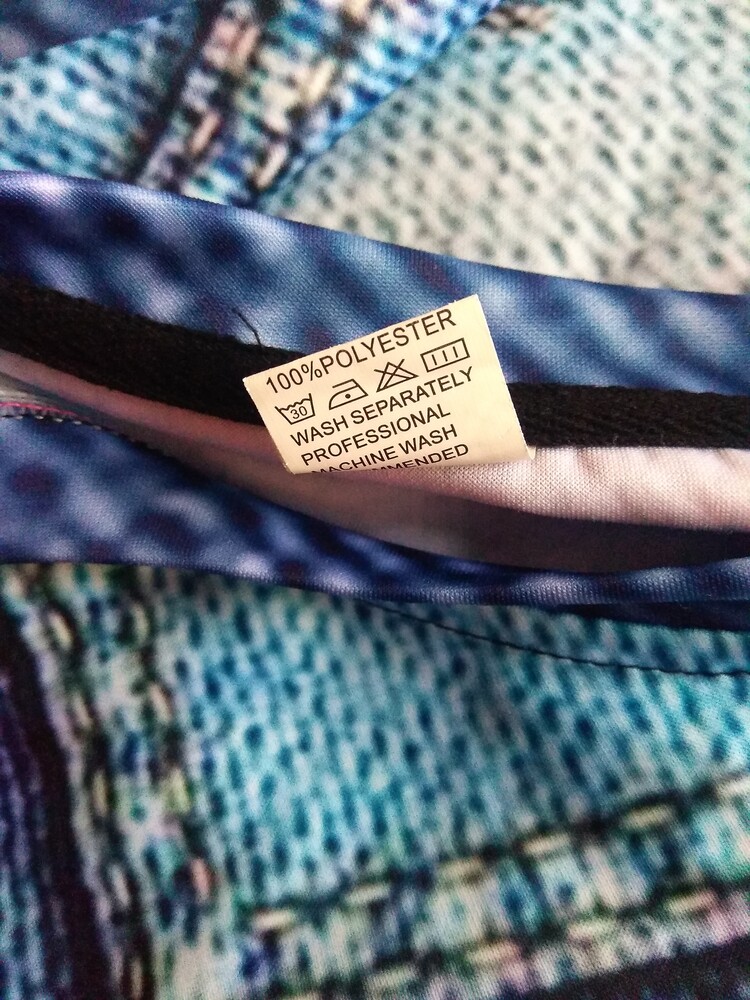 100%POLYESTER
30
WASH SEPARATELY
PROFESSIONAL
MACHINE WASH